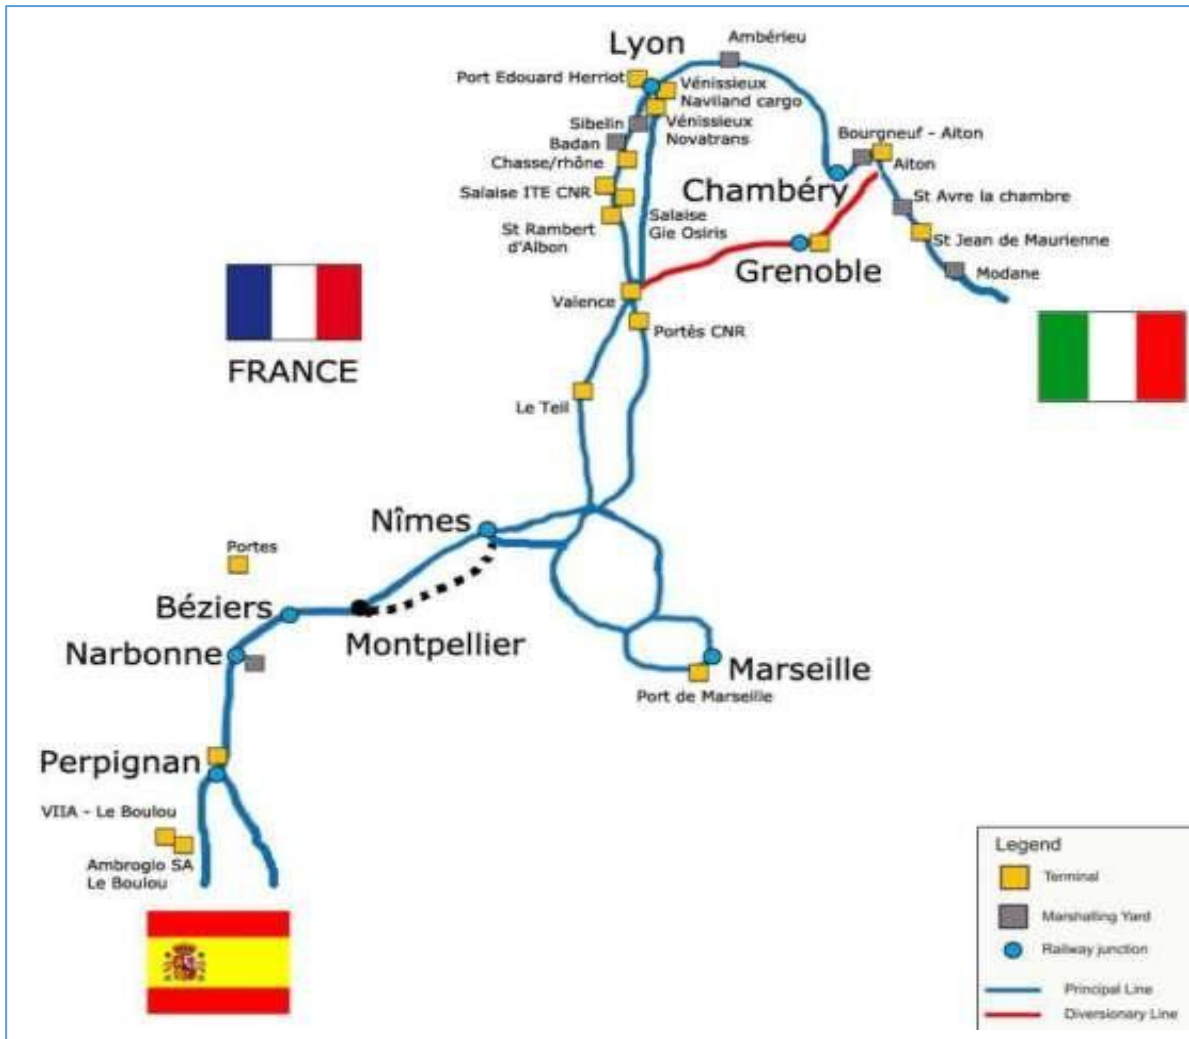 Lyon
Ambérieu
Port Edouard Herriot
Vénissieux
Naviland cargo
Sibelin
Vénissieux
Novatrans
Badan
Chasse/rhône
Bourgneuf - Aiton
Aiton
Salaise ITE CNR
Chambéry
St Avre la chambre
St Rambert
d'Albon
Salaise
Gie Osiris
St Jean de Maurienne
Grenoble
Modane
Valence
Portès CNR
FRANCE
Le Teil
Nîmes
Portes
Béziers
Montpellier
Narbonne
Marseille
Port de Marseille
Perpignan
VIIA - Le Boulou
Ambrogio SA
Le Boulou
Legend
Terminal
Marshalling Yard
Railway junction
Principal Line
Diversionary Line